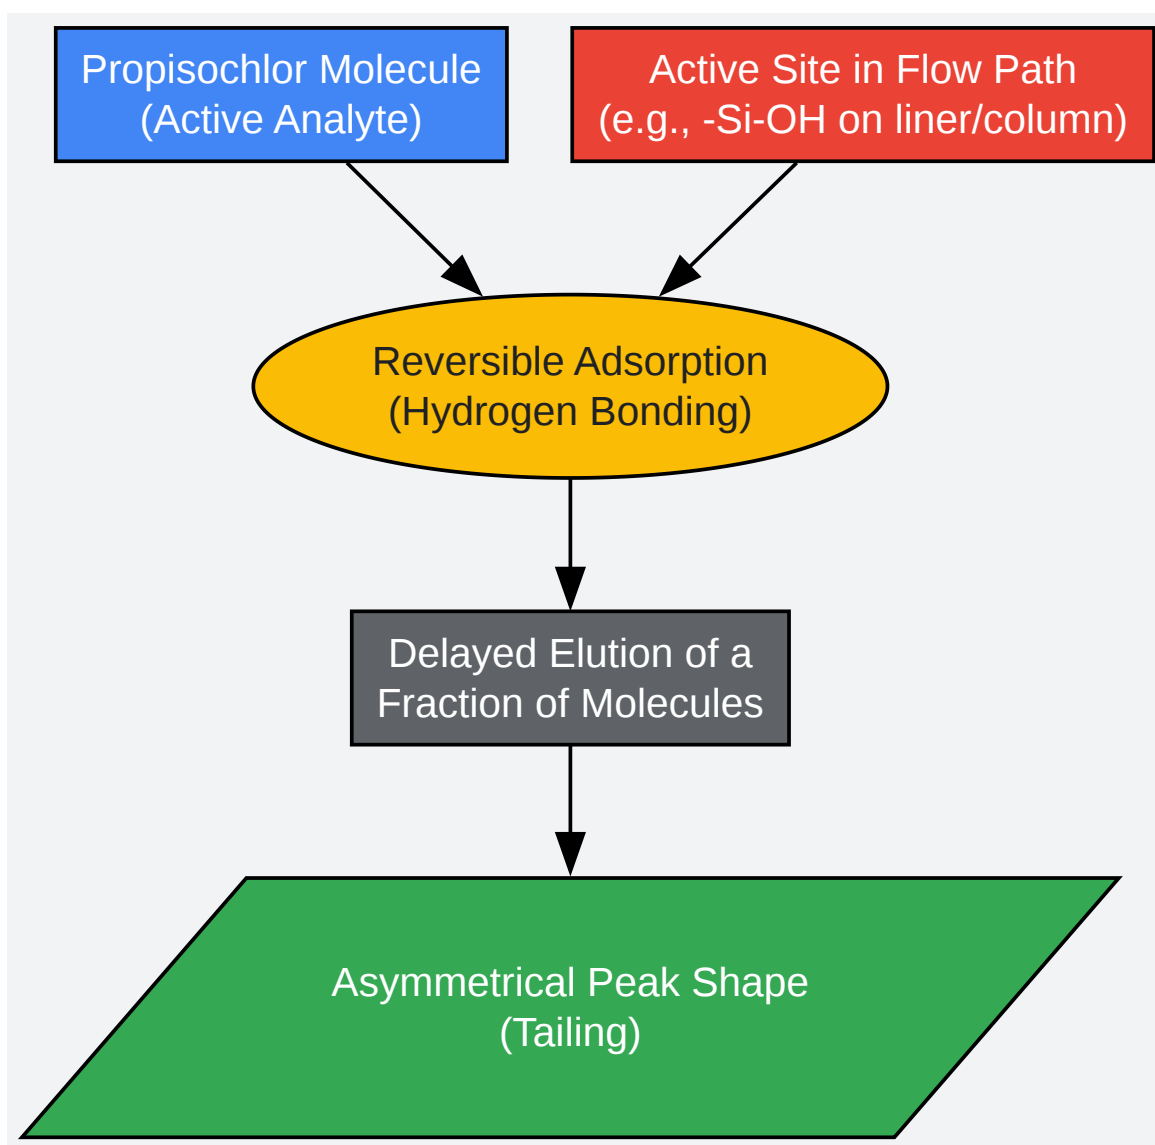 Propisochlor Molecule
(Active Analyte)
Active Site in Flow Path
(e.g., -Si-OH on liner/column)
Reversible Adsorption
(Hydrogen Bonding)
Delayed Elution of a
Fraction of Molecules
Asymmetrical Peak Shape
(Tailing)